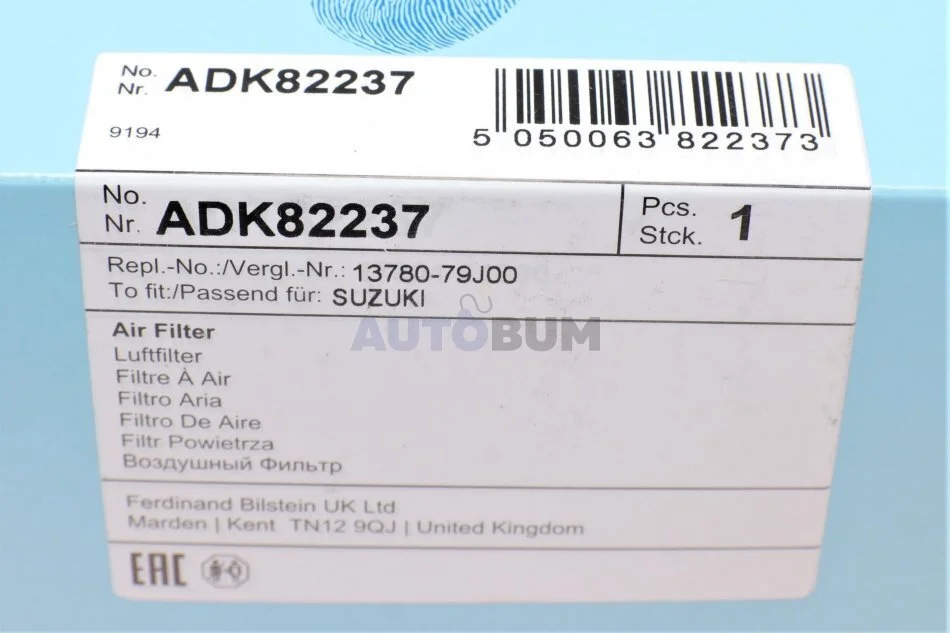 No.
Nr. ADK82237
9194
5 050063 822373
No.
Nr. ADK82237
Pcs.
Stck. 1
Repl.-No.:/Vergl.-Nr.: 13780-79J00
To fit:/Passend für: SUZUKI
AUTOBUM
Air Filter
Luftfilter
Filtre À Air
Filtro Aria
Filtro De Aire
Filtr Powietrza
Воздушный Фильтр
Ferdinand Bilstein UK Ltd
Marden | Kent TN12 9QJ | United Kingdom
EAC